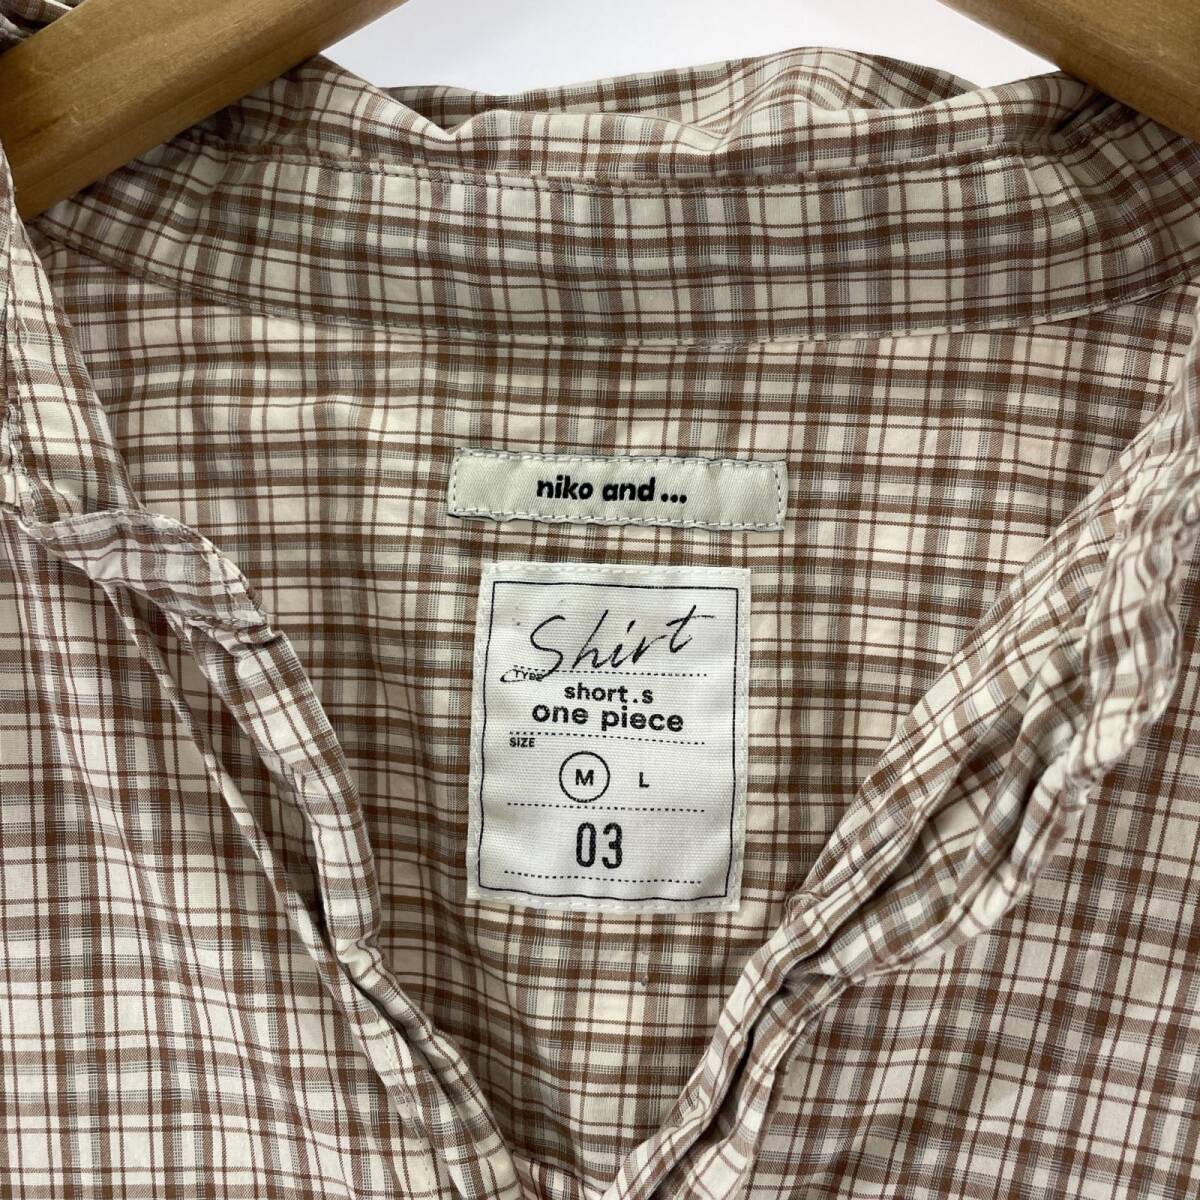 niko and ...
Shirt
TYPE
short.s
one piece
SIZE
M L
03